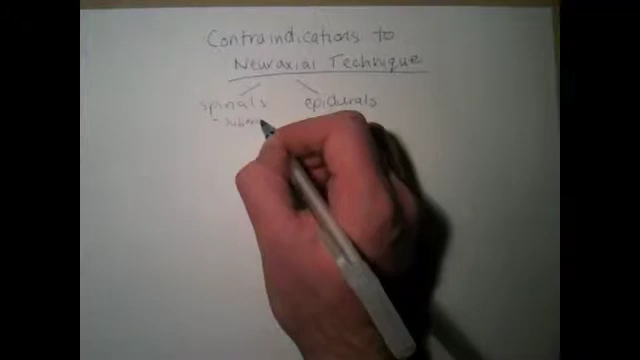 Contraindications to
Neuraxial Technique
spinals epidurals